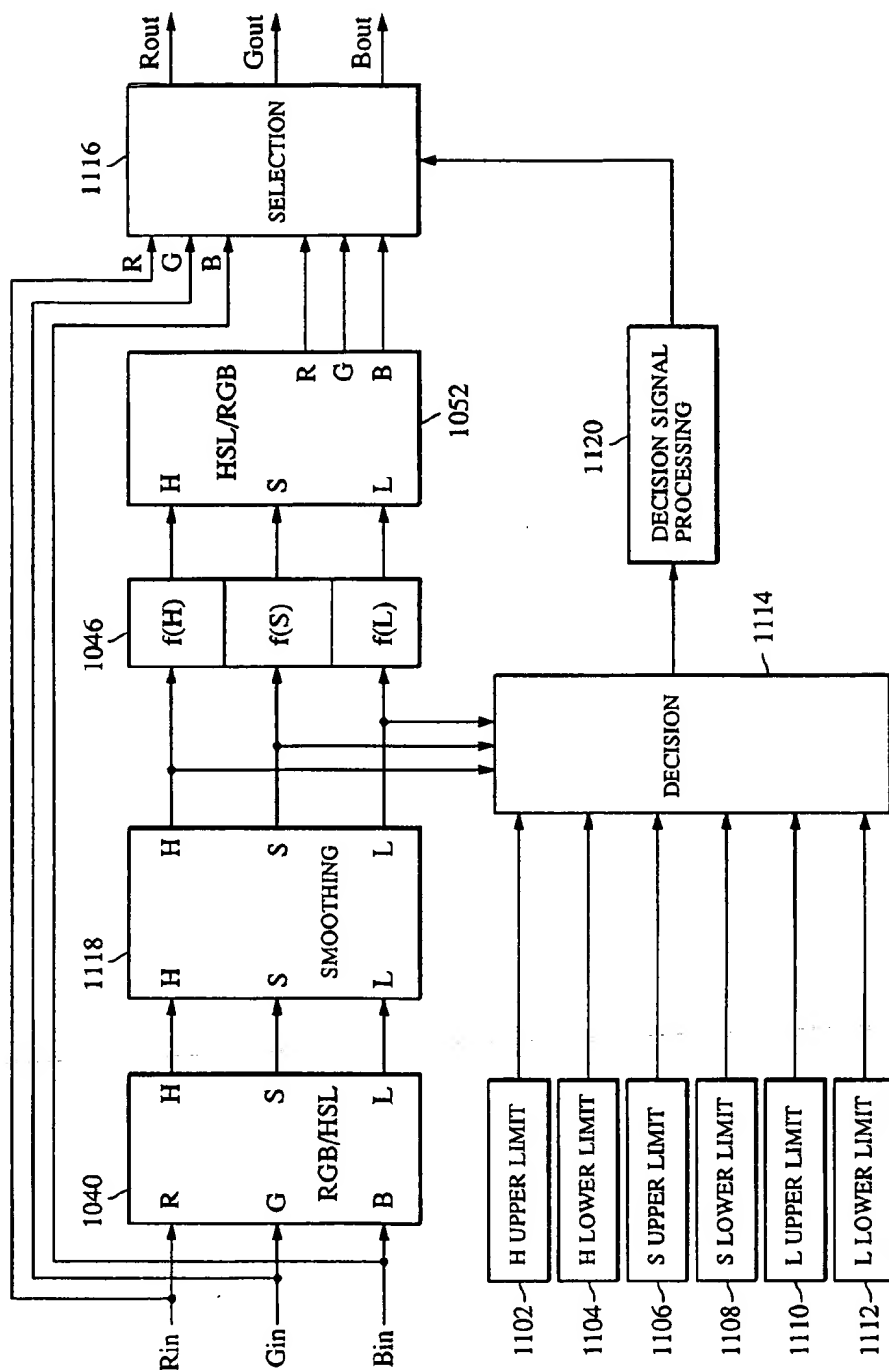 Rin
Gin
Bin
1040
R
G
B
H
S
L
RGB/HSL
1118
H
S
L
H
S
L
SMOOTHING
1046
f(H)
f(S)
f(L)
H
S
L
HSL/RGB
R
G
B
1052
R
G
B
1116
SELECTION
Rout
Gout
Bout
1102
H UPPER LIMIT
1104
H LOWER LIMIT
1106
S UPPER LIMIT
1108
S LOWER LIMIT
1110
L UPPER LIMIT
1112
L LOWER LIMIT
DECISION
1114
1120
DECISION SIGNAL
PROCESSING